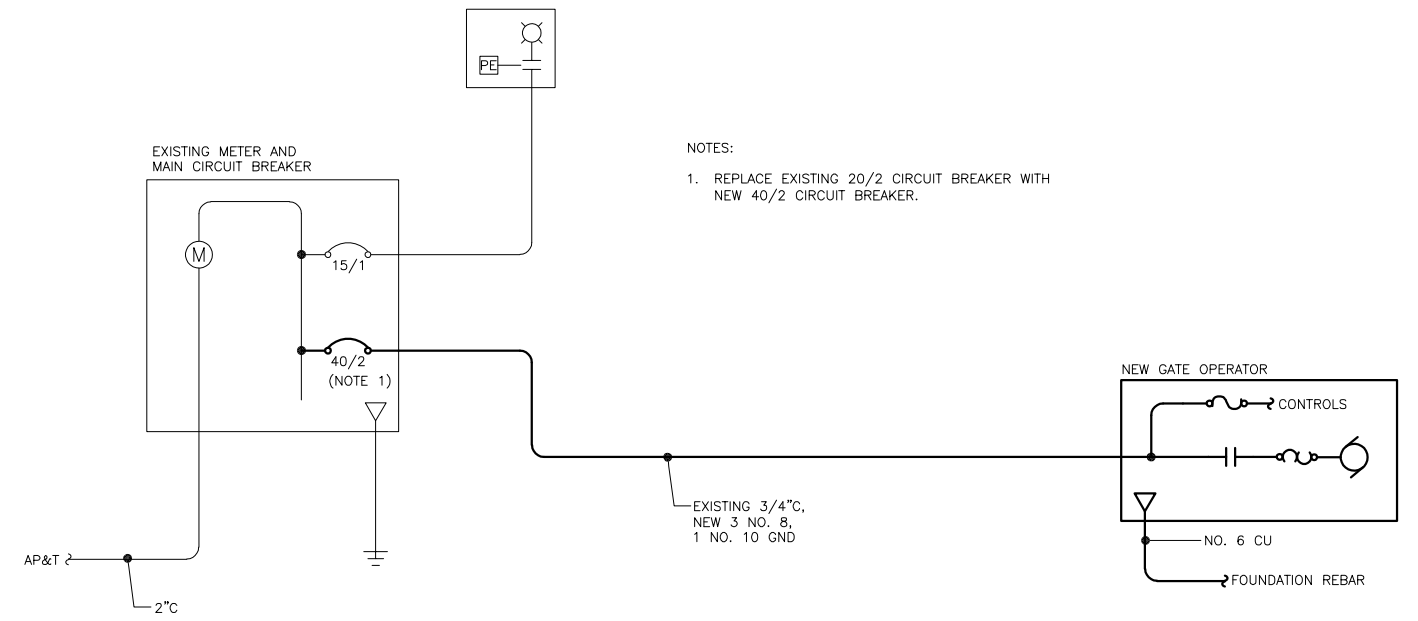 PE
EXISTING METER AND
MAIN CIRCUIT BREAKER
NOTES:
1. REPLACE EXISTING 20/2 CIRCUIT BREAKER WITH
NEW 40/2 CIRCUIT BREAKER.
M
15/1
40/2
(NOTE 1)
NEW GATE OPERATOR
CONTROLS
EXISTING 3/4"C,
NEW 3 NO. 8,
1 NO. 10 GND
NO. 6 CU
FOUNDATION REBAR
AP&T
2"C